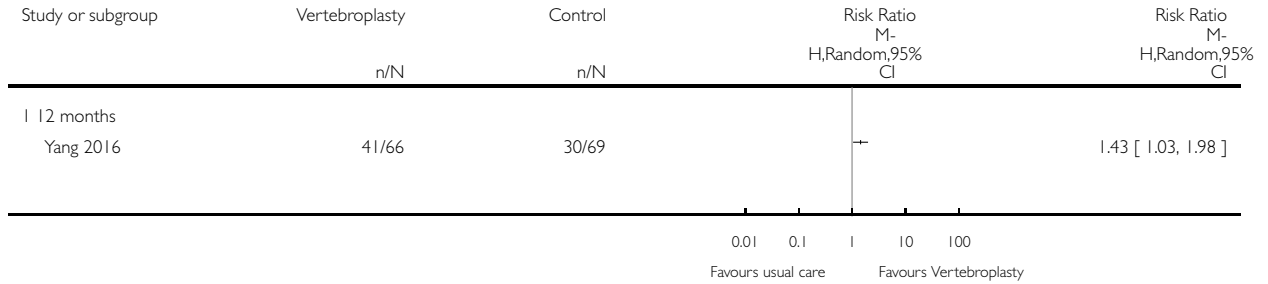 Study or subgroup Vertebroplasty Control Risk Ratio Risk Ratio
M- M-
H,Random,95% H,Random,95%
n/N n/N CI CI
1 12 months
Yang 2016 41/66 30/69 1.43 [ 1.03, 1.98 ]
0.01 0.1 1 10 100
Favours usual care Favours Vertebroplasty